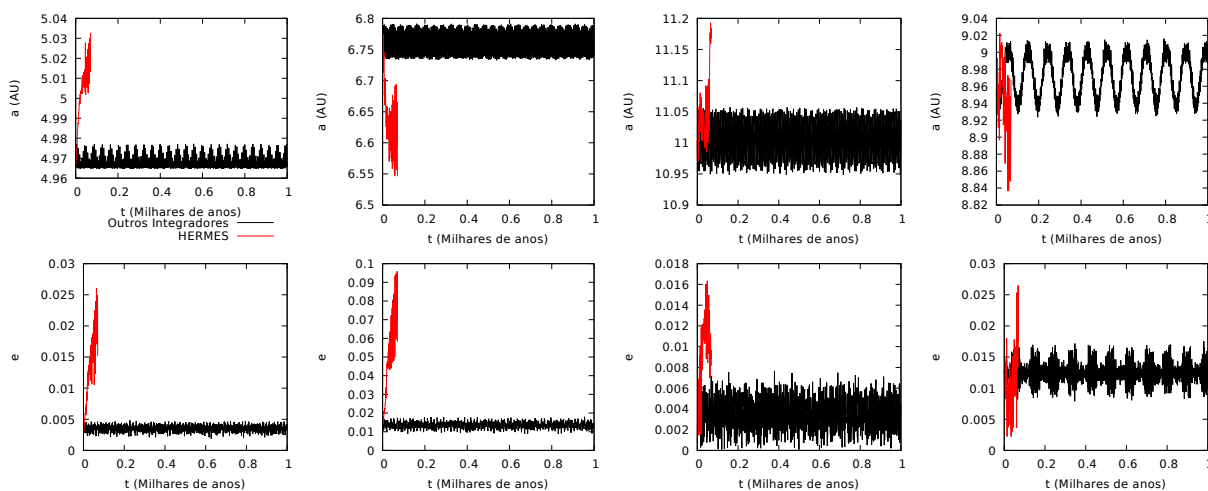 5.04
5.03
5.02
5.01
5
4.99
4.98
4.97
4.96
a (AU)
0 0.2 0.4 0.6 0.8 1
t (Milhares de anos)
Outros Integradores
HERMES
6.8
6.75
6.7
6.65
6.6
6.55
6.5
a (AU)
0 0.2 0.4 0.6 0.8 1
t (Milhares de anos)
11.2
11.15
11.1
11.05
11
10.95
10.9
a (AU)
0 0.2 0.4 0.6 0.8 1
t (Milhares de anos)
9.04
9.02
9
8.98
8.96
8.94
8.92
8.9
8.88
8.86
8.84
8.82
a (AU)
0 0.2 0.4 0.6 0.8 1
t (Milhares de anos)
0.03
0.025
0.02
0.015
0.01
0.005
0
e
0 0.2 0.4 0.6 0.8 1
t (Milhares de anos)
0.1
0.09
0.08
0.07
0.06
0.05
0.04
0.03
0.02
0.01
0
e
0 0.2 0.4 0.6 0.8 1
t (Milhares de anos)
0.018
0.016
0.014
0.012
0.01
0.008
0.006
0.004
0.002
0
e
0 0.2 0.4 0.6 0.8 1
t (Milhares de anos)
0.03
0.025
0.02
0.015
0.01
0.005
0
e
0 0.2 0.4 0.6 0.8 1
t (Milhares de anos)